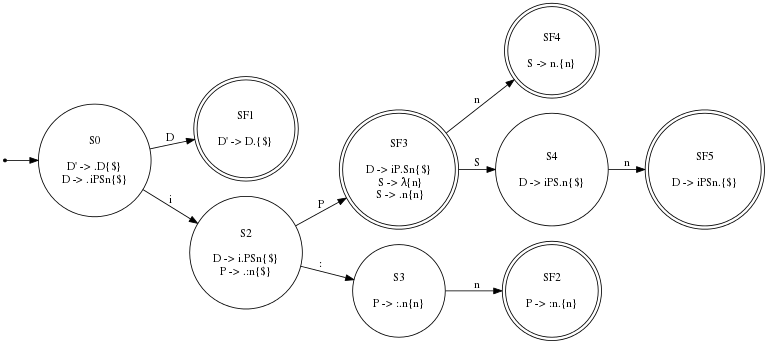 S0
D' -> .D{$}
D -> .iPSn{$}
D
SF1
D' -> D.{$}
i
S2
D -> i.PSn{$}
P -> .:n{$}
P
SF3
D -> iP.Sn{$}
S -> λ{n}
S -> .n{n}
:
S3
P -> :.n{n}
n
SF4
S -> n.{n}
S
S4
D -> iPS.n{$}
n
SF5
D -> iPSn.{$}
n
SF2
P -> :n.{n}